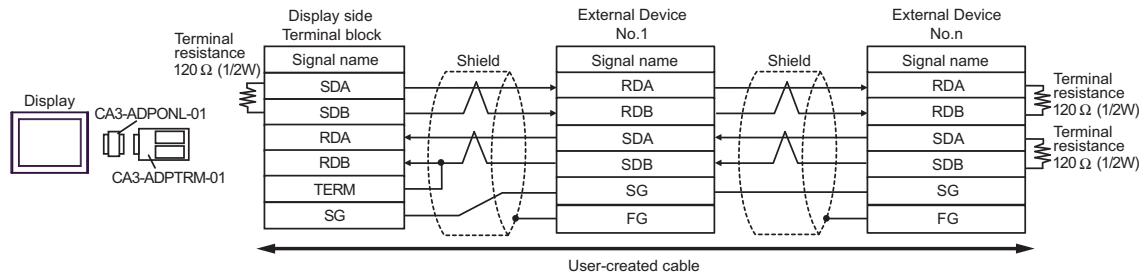 Display side
Terminal block
External Device
No.1
External Device
No.n
Terminal
resistance
120 Ω (1/2W)
Signal name
SDA
SDB
RDA
RDB
TERM
SG
Shield
Signal name
RDA
RDB
SDA
SDB
SG
FG
Shield
Signal name
RDA
RDB
SDA
SDB
SG
FG
Terminal
resistance
120 Ω (1/2W)
Terminal
resistance
120 Ω (1/2W)
Display
CA3-ADPONL-01
CA3-ADPTRM-01
User-created cable